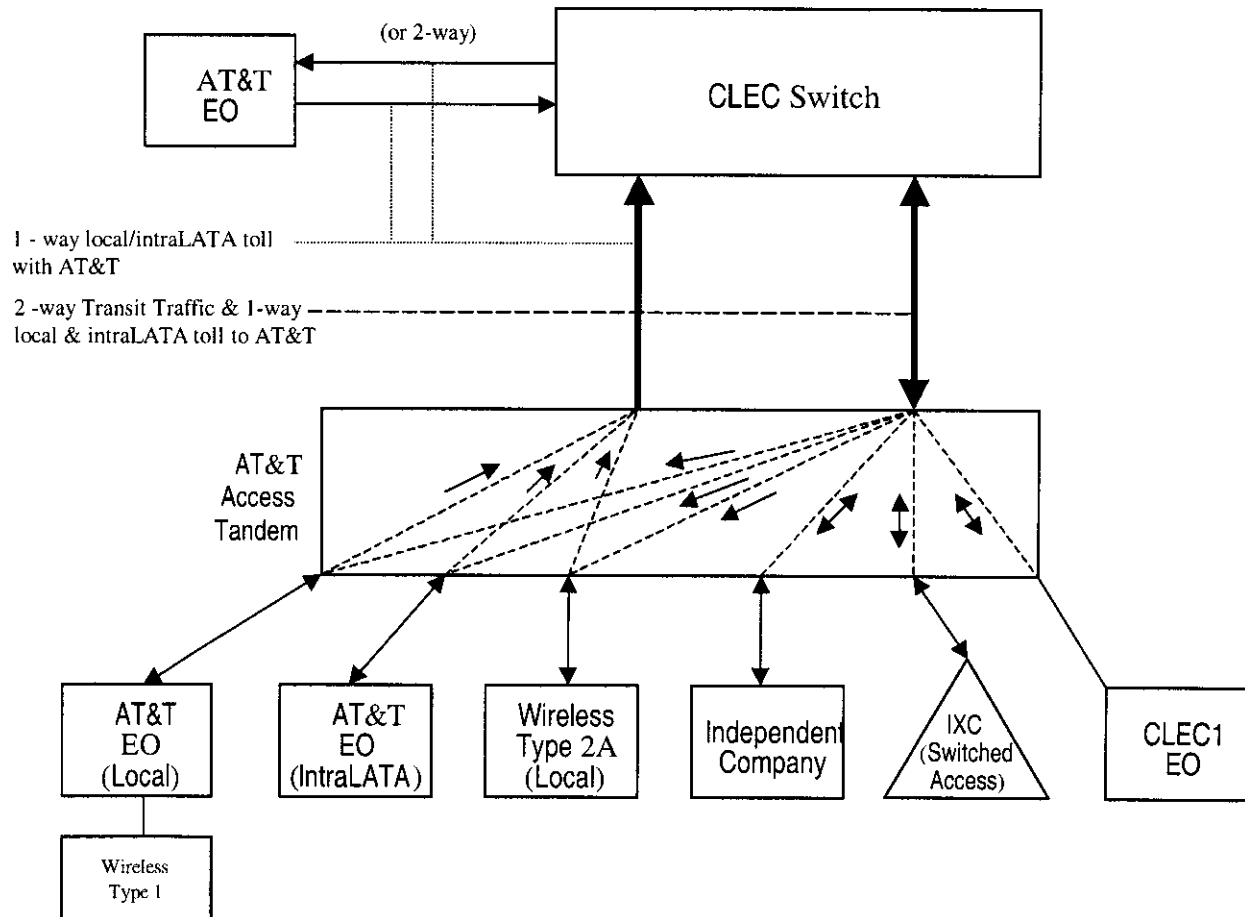 (or 2-way)
AT&T
EO
CLEC Switch
1 - way local/intraLATA toll
with AT&T
2 -way Transit Traffic & 1-way
local & intraLATA toll to AT&T
AT&T
Access
Tandem
AT&T
EO
(Local)
AT&T
EO
(IntraLATA)
Wireless
Type 2A
(Local)
Independent
Company
IXC
(Switched
Access)
CLEC1
EO
Wireless
Type 1